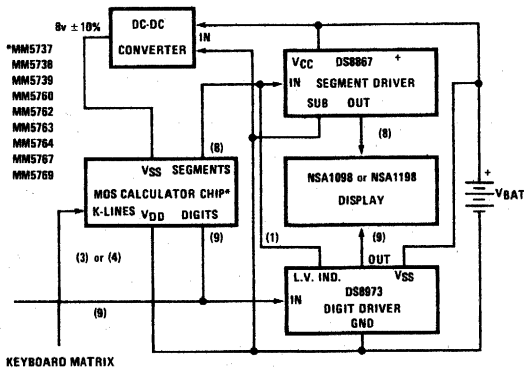 8v ± 10%
DC-DC
CONVERTER
IN
*MM5737
MM5738
MM5739
MM5760
MM5762
MM5763
MM5764
MM5767
MM5769
VCC DS8867 +
IN SEGMENT DRIVER
SUB OUT
(8)
(8)
VSS SEGMENTS
MOS CALCULATOR CHIP*
K-LINES VDD DIGITS
NSA1098 or NSA1198
DISPLAY
+
VBAT
(9)
(1)
(9)
(3) or (4)
OUT
L.V. IND. VSS
DS8973
IN DIGIT DRIVER
GND
(9)
KEYBOARD MATRIX